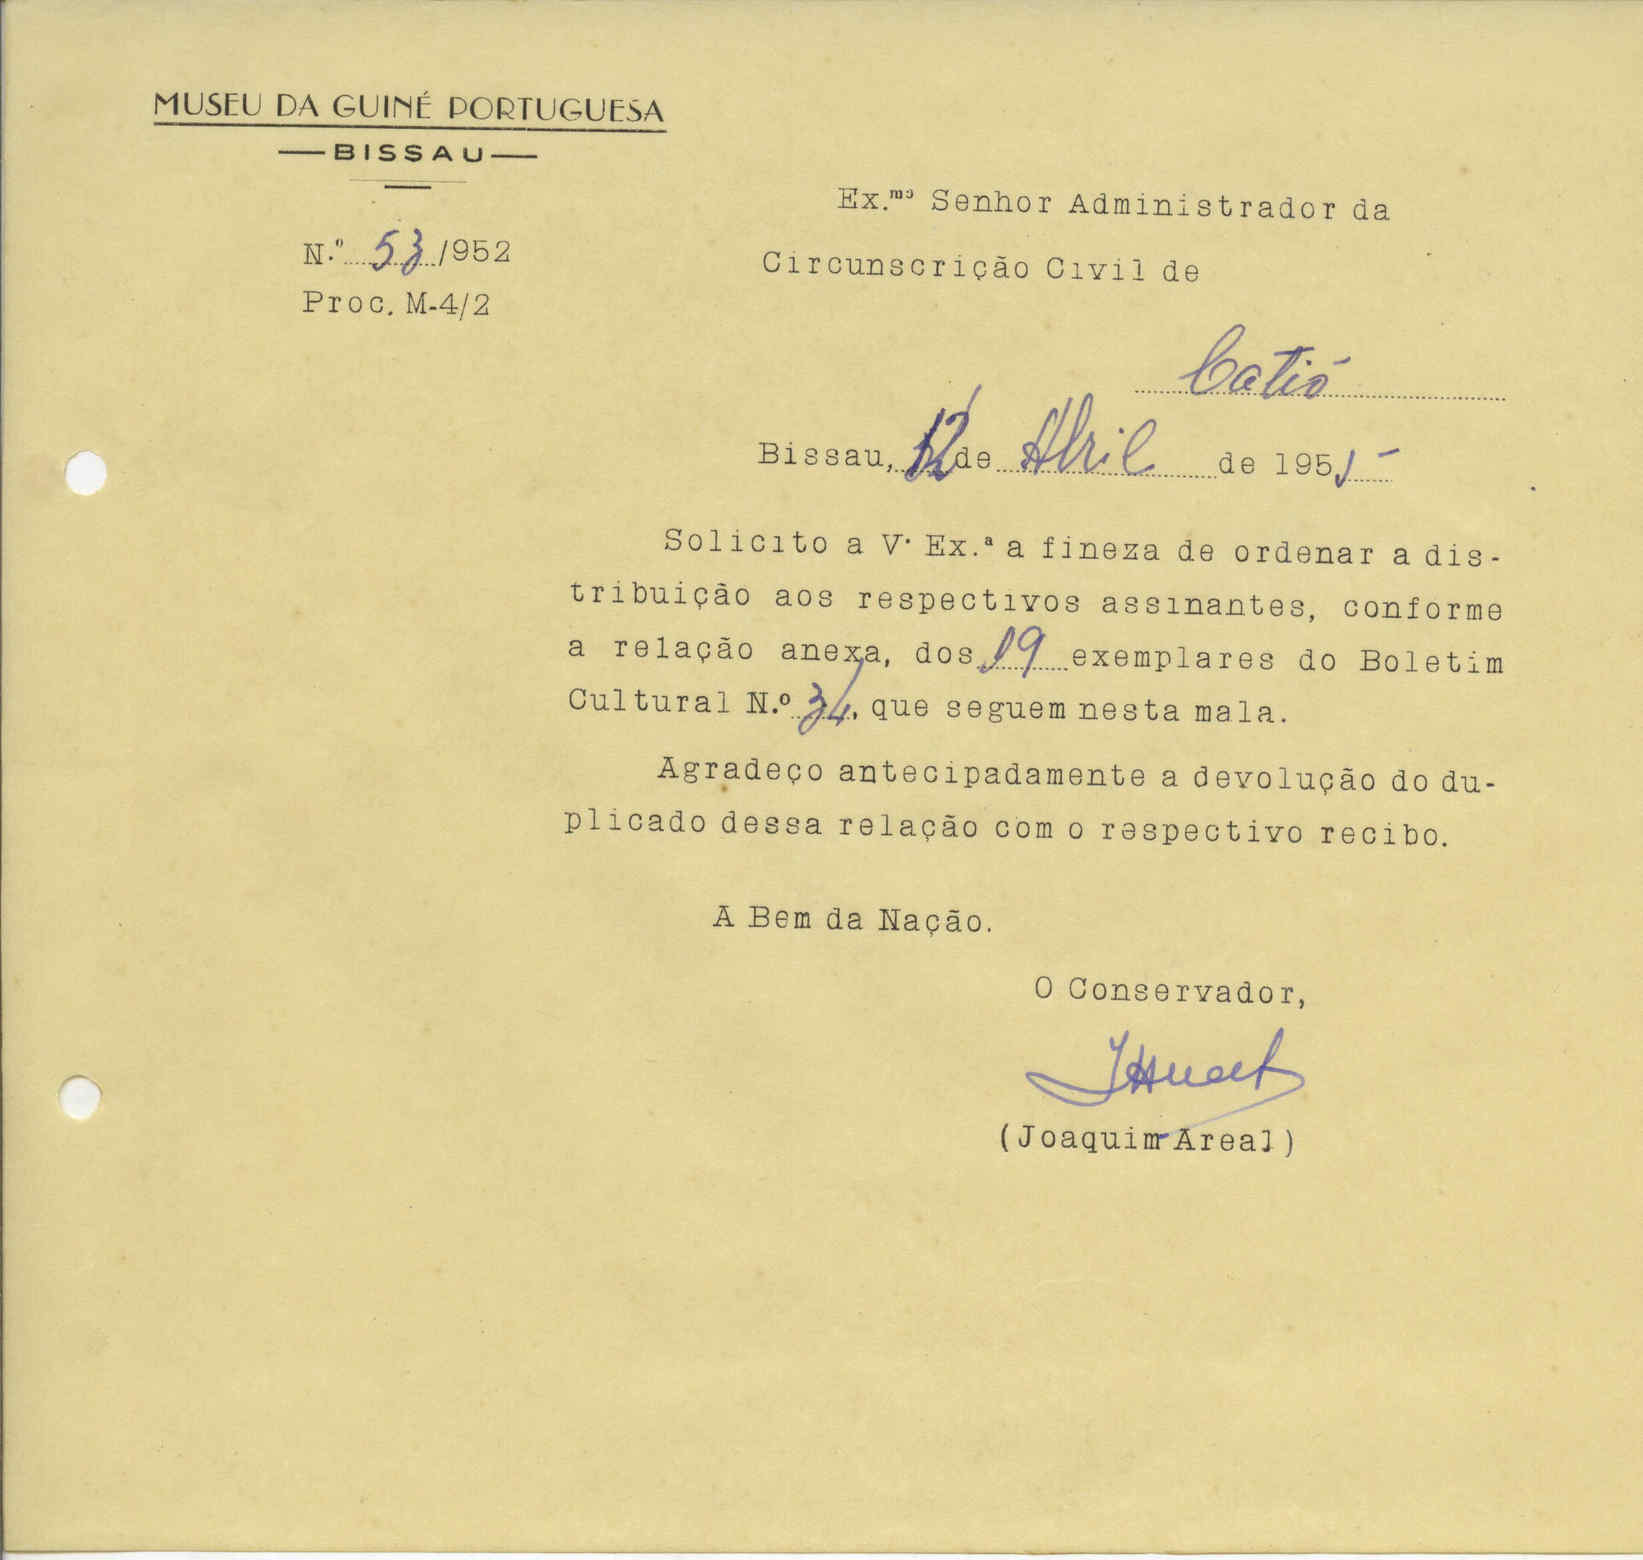 MUSEU DA GUINÉ PORTUGUESA
BISSAU
N.º 53/952
Proc. M-4/2
Ex.mo Senhor Administrador da
Circunscrição Civil de
Catió
Bissau, 12 de Abril de 1955
Solicito a V. Ex.ª a fineza de ordenar a dis-
tribuição aos respectivos assinantes, conforme
a relação anexa, dos 19 exemplares do Boletim
Cultural N.º 34, que seguem nesta mala.
Agradeço antecipadamente a devolução do du-
plicado dessa relação com o respectivo recibo.
A Bem da Nação.
O Conservador,
(Joaquim Areal)